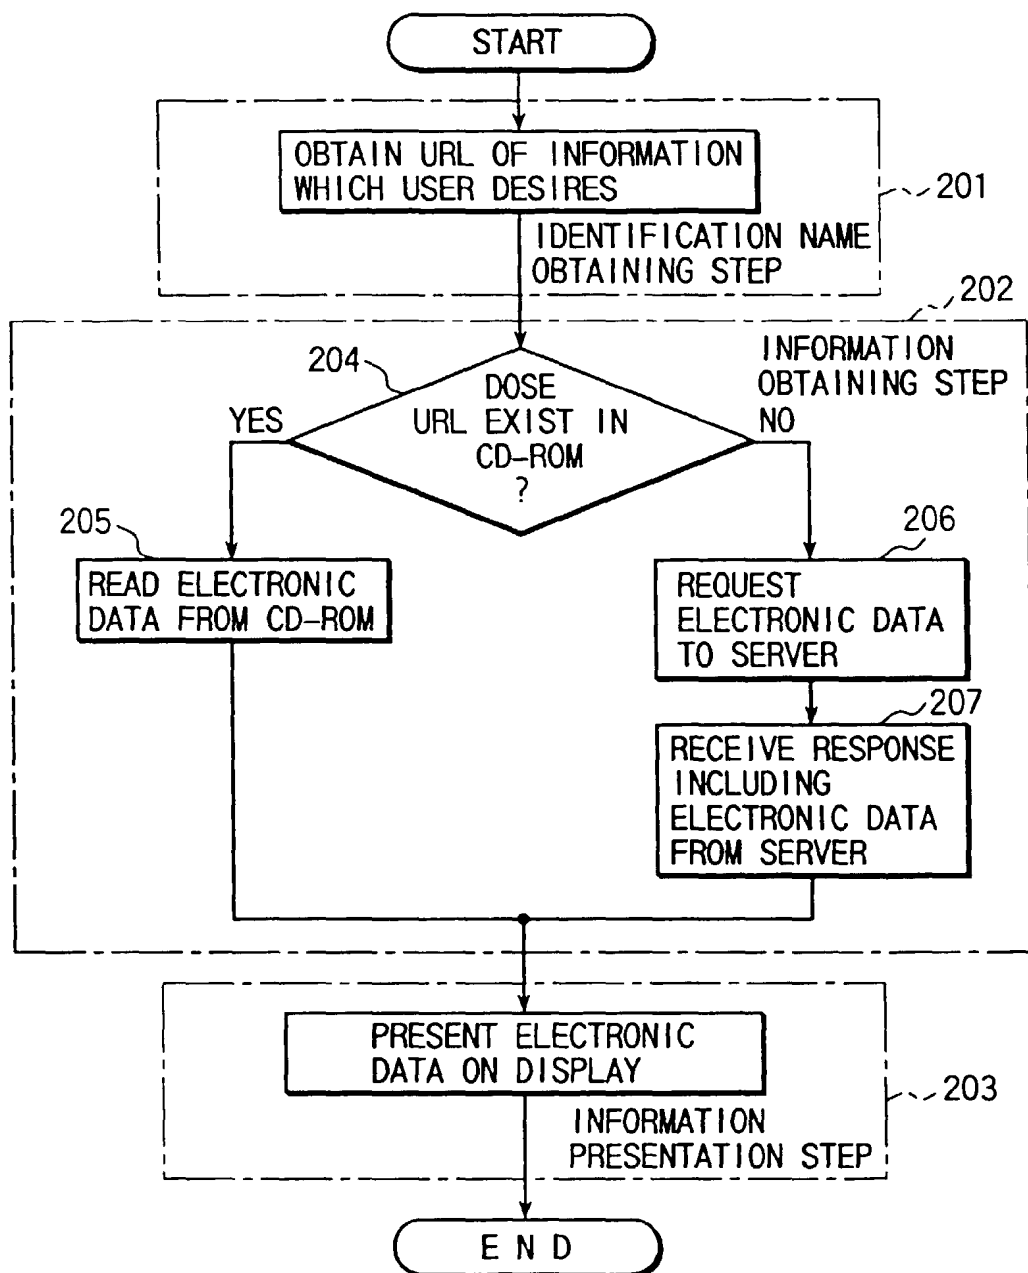 START
OBTAIN URL OF INFORMATION
WHICH USER DESIRES
201
IDENTIFICATION NAME
OBTAINING STEP
202
INFORMATION
OBTAINING STEP
204
DOSE
URL EXIST IN
CD-ROM
?
YES
NO
205
READ ELECTRONIC
DATA FROM CD-ROM
206
REQUEST
ELECTRONIC DATA
TO SERVER
207
RECEIVE RESPONSE
INCLUDING
ELECTRONIC DATA
FROM SERVER
PRESENT ELECTRONIC
DATA ON DISPLAY
203
INFORMATION
PRESENTATION STEP
END